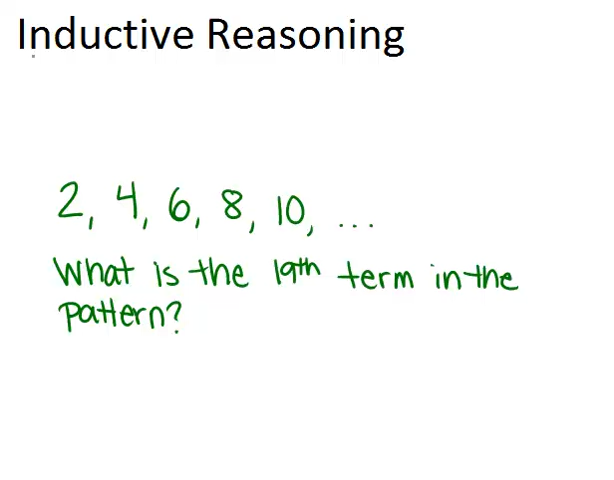 Inductive Reasoning
2, 4, 6, 8, 10, ...
What is the 19th term in the
pattern?